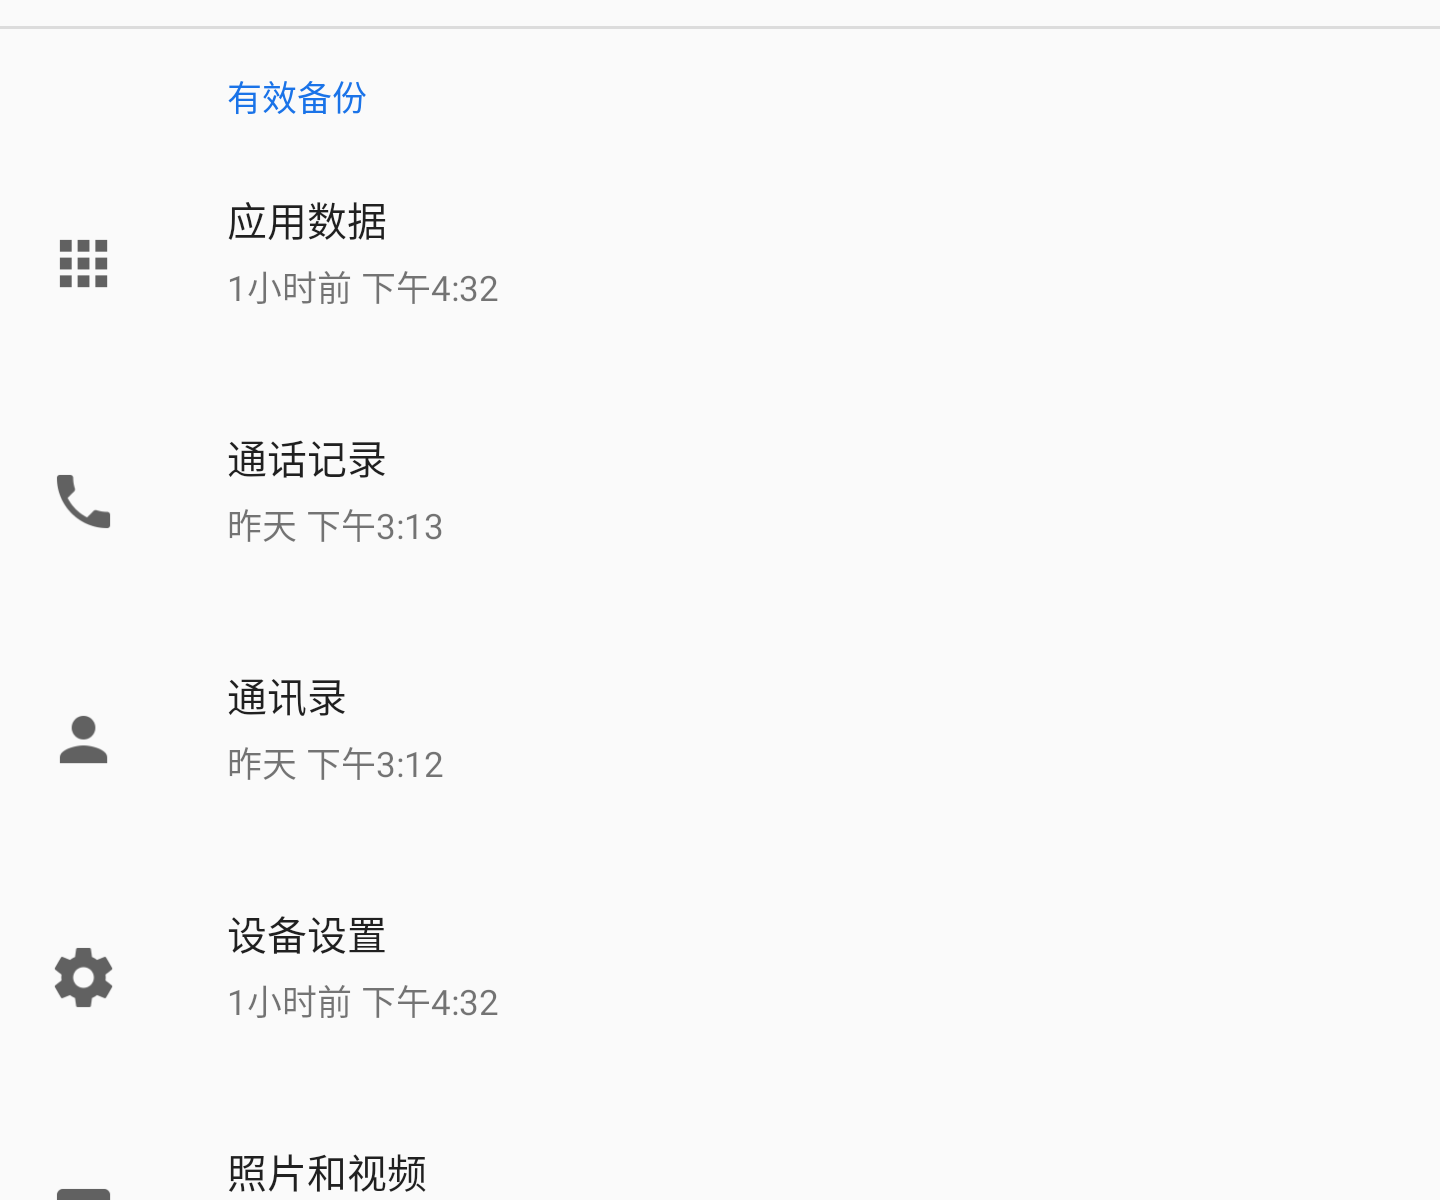 有效备份
应用数据
1小时前 下午4:32
通话记录
昨天 下午3:13
通讯录
昨天 下午3:12
设备设置
1小时前 下午4:32
照片和视频